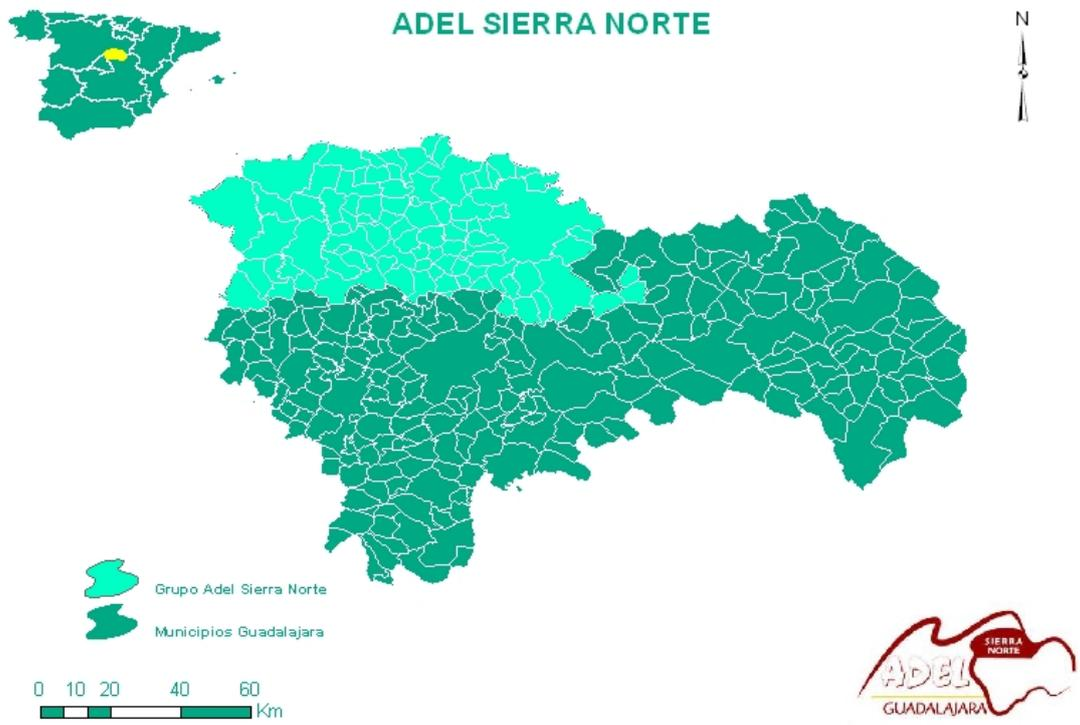 ADEL SIERRA NORTE
N
Grupo Adel Sierra Norte
Municipios Guadalajara
0 10 20 40 60
Km
SIERRA
NORTE
ADEL
GUADALAJARA